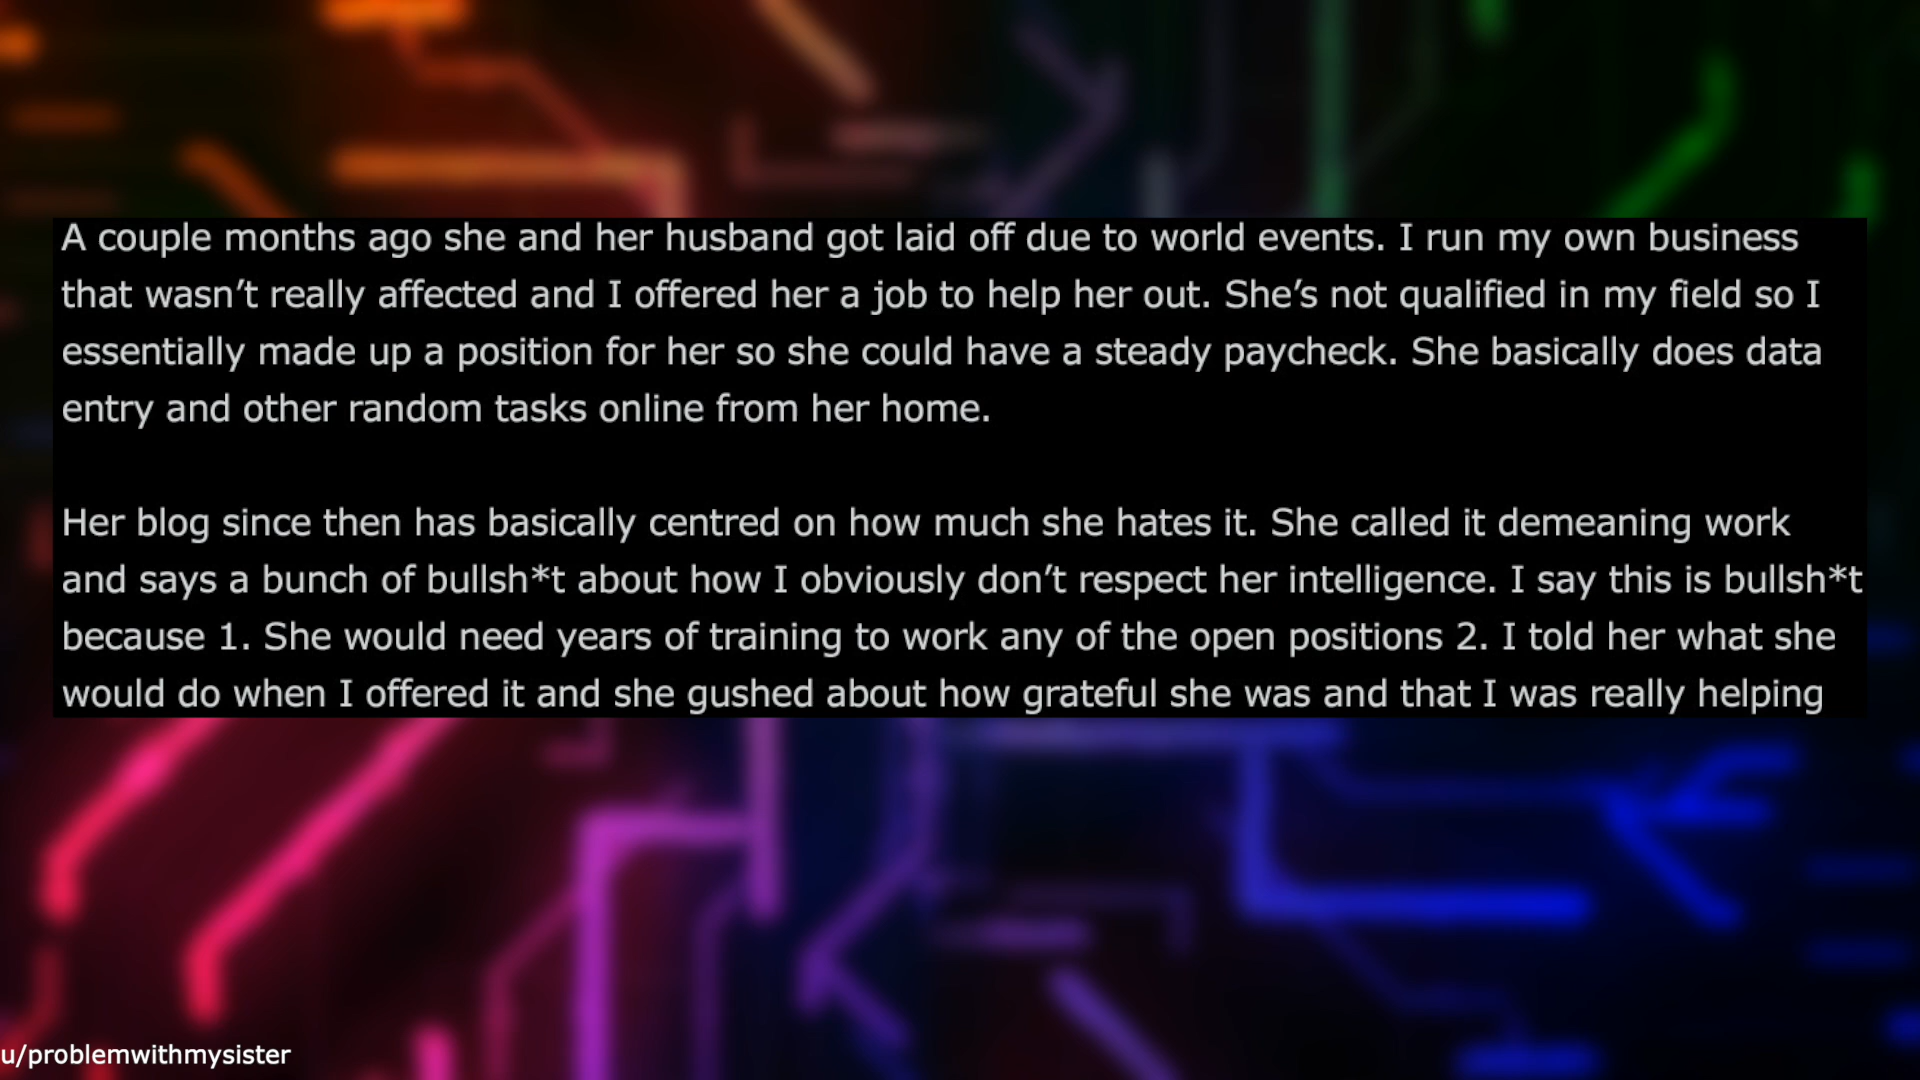 A couple months ago she and her husband got laid off due to world events. I run my own business
that wasn’t really affected and I offered her a job to help her out. She’s not qualified in my field so I
essentially made up a position for her so she could have a steady paycheck. She basically does data
entry and other random tasks online from her home.
Her blog since then has basically centred on how much she hates it. She called it demeaning work
and says a bunch of bullsh*t about how I obviously don’t respect her intelligence. I say this is bullsh*t
because 1. She would need years of training to work any of the open positions 2. I told her what she
would do when I offered it and she gushed about how grateful she was and that I was really helping
u/problemwithmysister